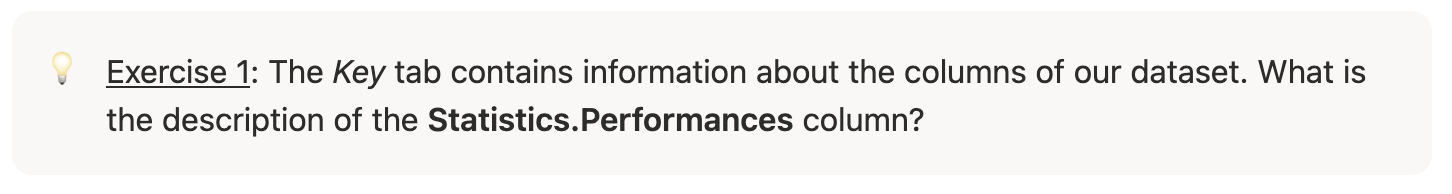 Exercise 1: The Key tab contains information about the columns of our dataset. What is
the description of the Statistics.Performances column?